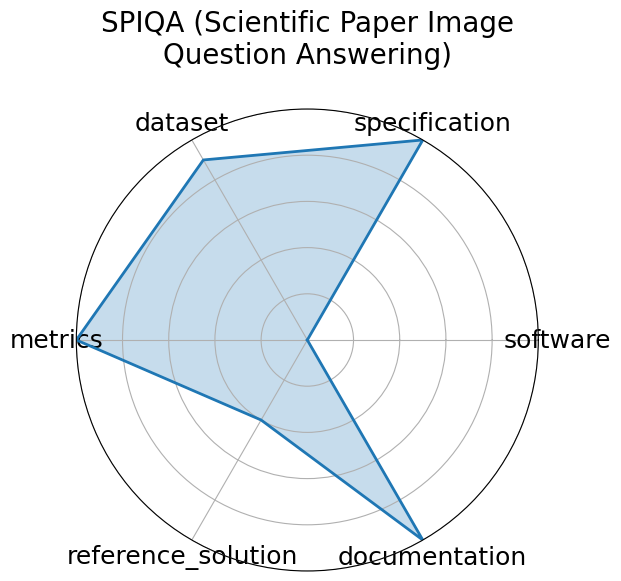 SPIQA (Scientific Paper Image
Question Answering)
dataset
specification
metrics
software
reference_solution
documentation